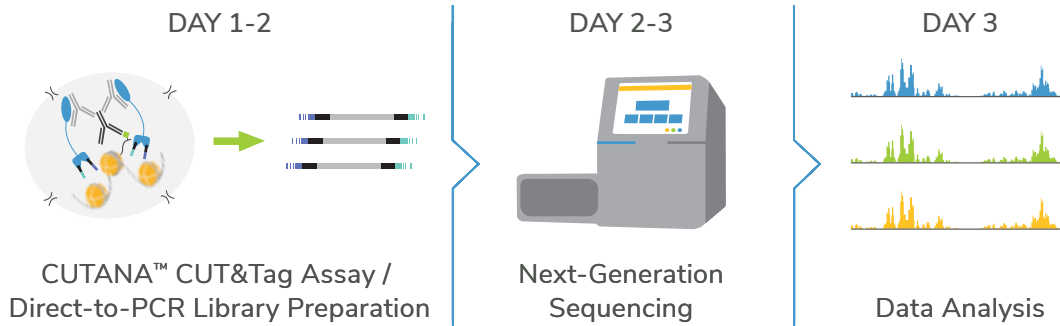 DAY 1-2
CUTANA™ CUT&Tag Assay /
Direct-to-PCR Library Preparation
DAY 2-3
Next-Generation
Sequencing
DAY 3
Data Analysis